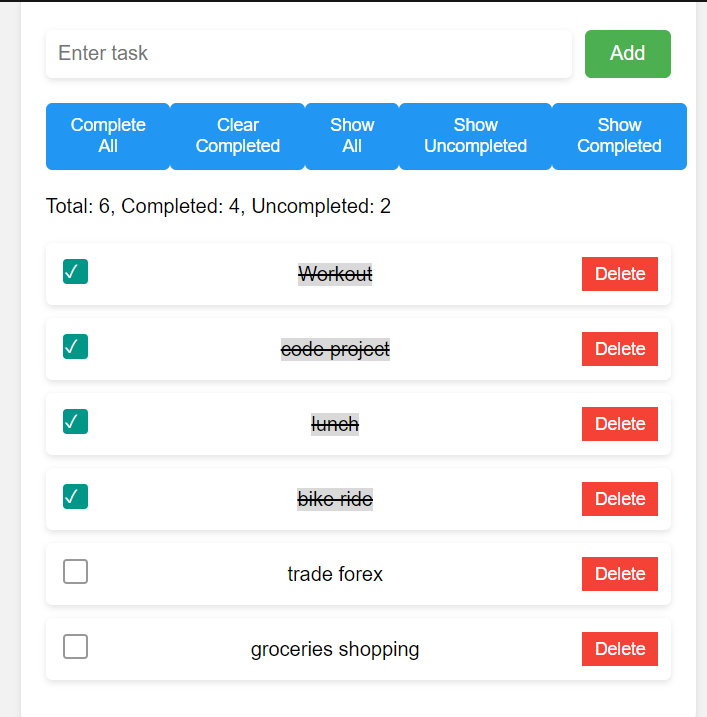 Enter task
Add
Complete All
Clear Completed
Show All
Show Uncompleted
Show Completed
Total: 6, Completed: 4, Uncompleted: 2
Workout
Delete
code project
Delete
lunch
Delete
bike ride
Delete
trade forex
Delete
groceries shopping
Delete